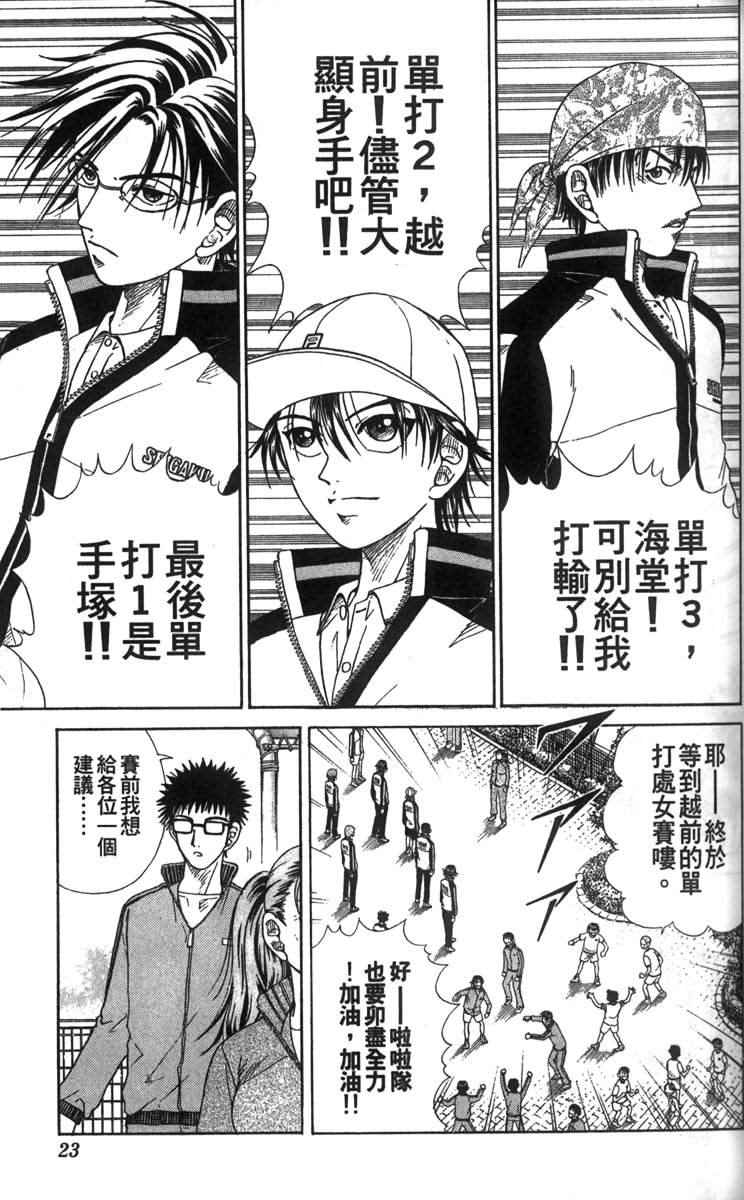 單打3，
海堂！
可別給我
打輸了!!
單打2，越
前！儘管大
顯身手吧!!
最後單
打1是
手塚!!
耶——終於
等到越前的單
打處女賽嘍。
好——啦啦隊
也要卯盡全力
！加油，加油!!
賽前我想
給各位一個
建議……
23